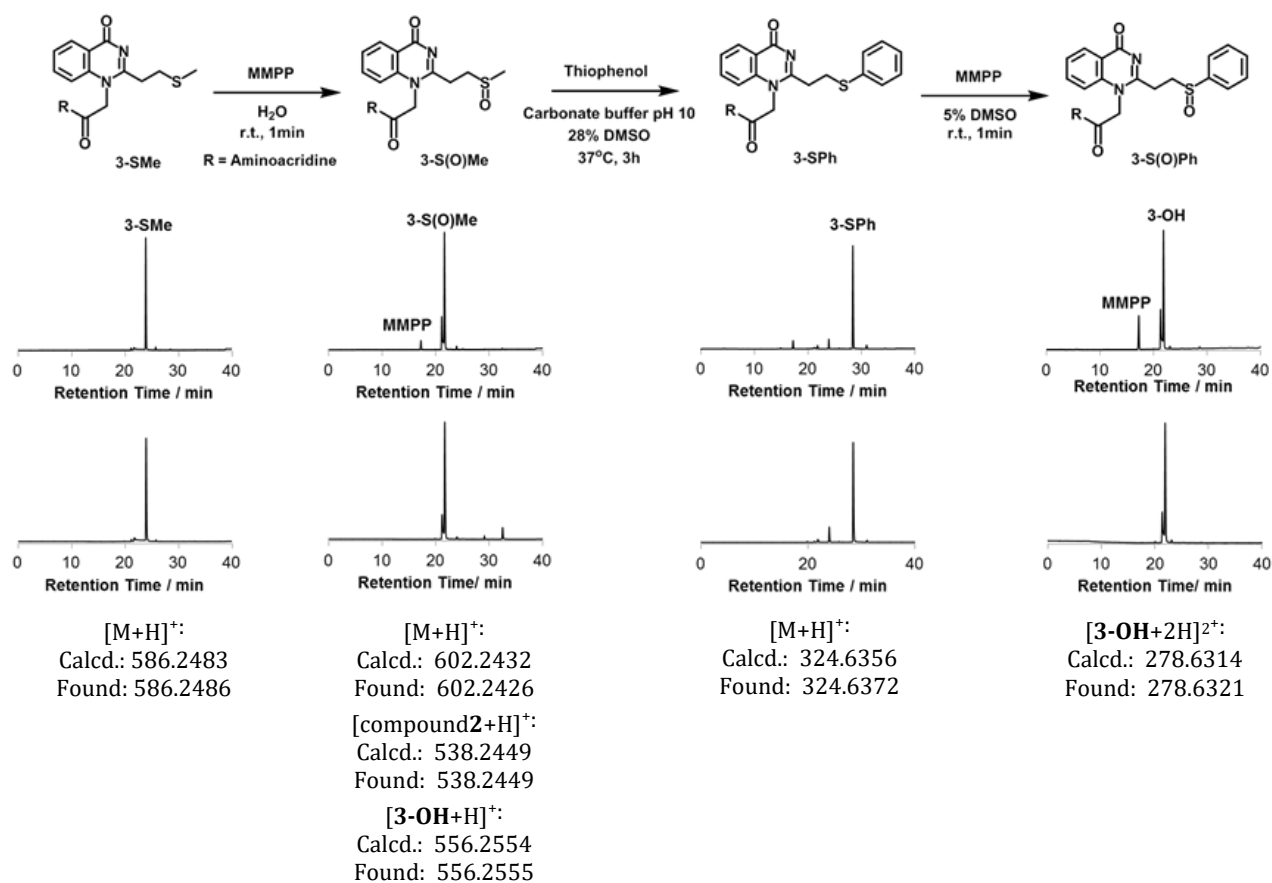 O
N
N
S
R
O
3-SMe
MMPP
H₂O
r.t., 1min
R = Aminoacridine
O
N
N
S
O
R
O
3-S(O)Me
Thiophenol
Carbonate buffer pH 10
28% DMSO
37°C, 3h
O
N
N
S
R
O
3-SPh
MMPP
5% DMSO
r.t., 1min
O
N
N
S
O
R
O
3-S(O)Ph
3-SMe
0 10 20 30 40
Retention Time / min
3-S(O)Me
MMPP
0 10 20 30 40
Retention Time / min
3-SPh
0 10 20 30 40
Retention Time / min
3-OH
MMPP
0 10 20 30 40
Retention Time / min
0 10 20 30 40
Retention Time/ min
0 10 20 30 40
Retention Time/ min
0 10 20 30 40
Retention Time / min
0 10 20 30 40
Retention Time / min
[M+H]⁺:
Calcd.: 586.2483
Found: 586.2486
[M+H]⁺:
Calcd.: 602.2432
Found: 602.2426
[compound2+H]⁺:
Calcd.: 538.2449
Found: 538.2449
[3-OH+H]⁺:
Calcd.: 556.2554
Found: 556.2555
[M+H]⁺:
Calcd.: 324.6356
Found: 324.6372
[3-OH+2H]²⁺:
Calcd.: 278.6314
Found: 278.6321